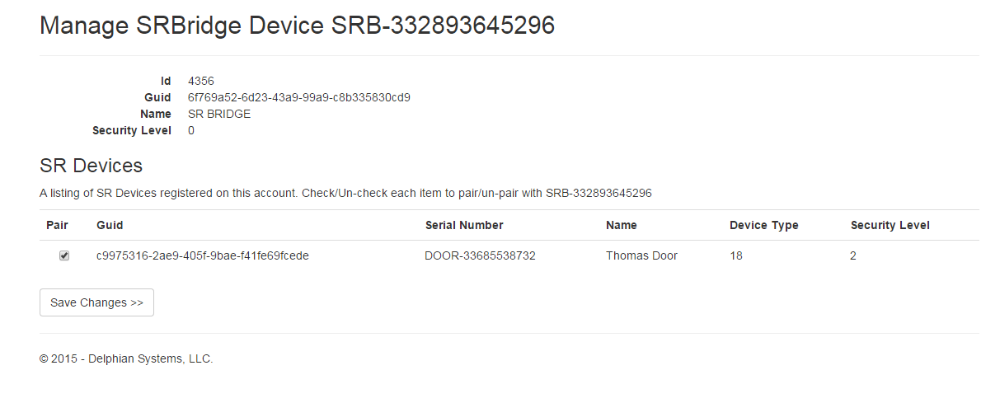 Manage SRBridge Device SRB-332893645296
Id 4356
Guid 6f769a52-6d23-43a9-99a9-c8b335830cd9
Name SR BRIDGE
Security Level 0
SR Devices
A listing of SR Devices registered on this account. Check/Un-check each item to pair/un-pair with SRB-332893645296
Pair Guid Serial Number Name Device Type Security Level
c9975316-2ae9-405f-9bae-f41fe69fcede DOOR-33685538732 Thomas Door 18 2
Save Changes >>
© 2015 - Delphian Systems, LLC.